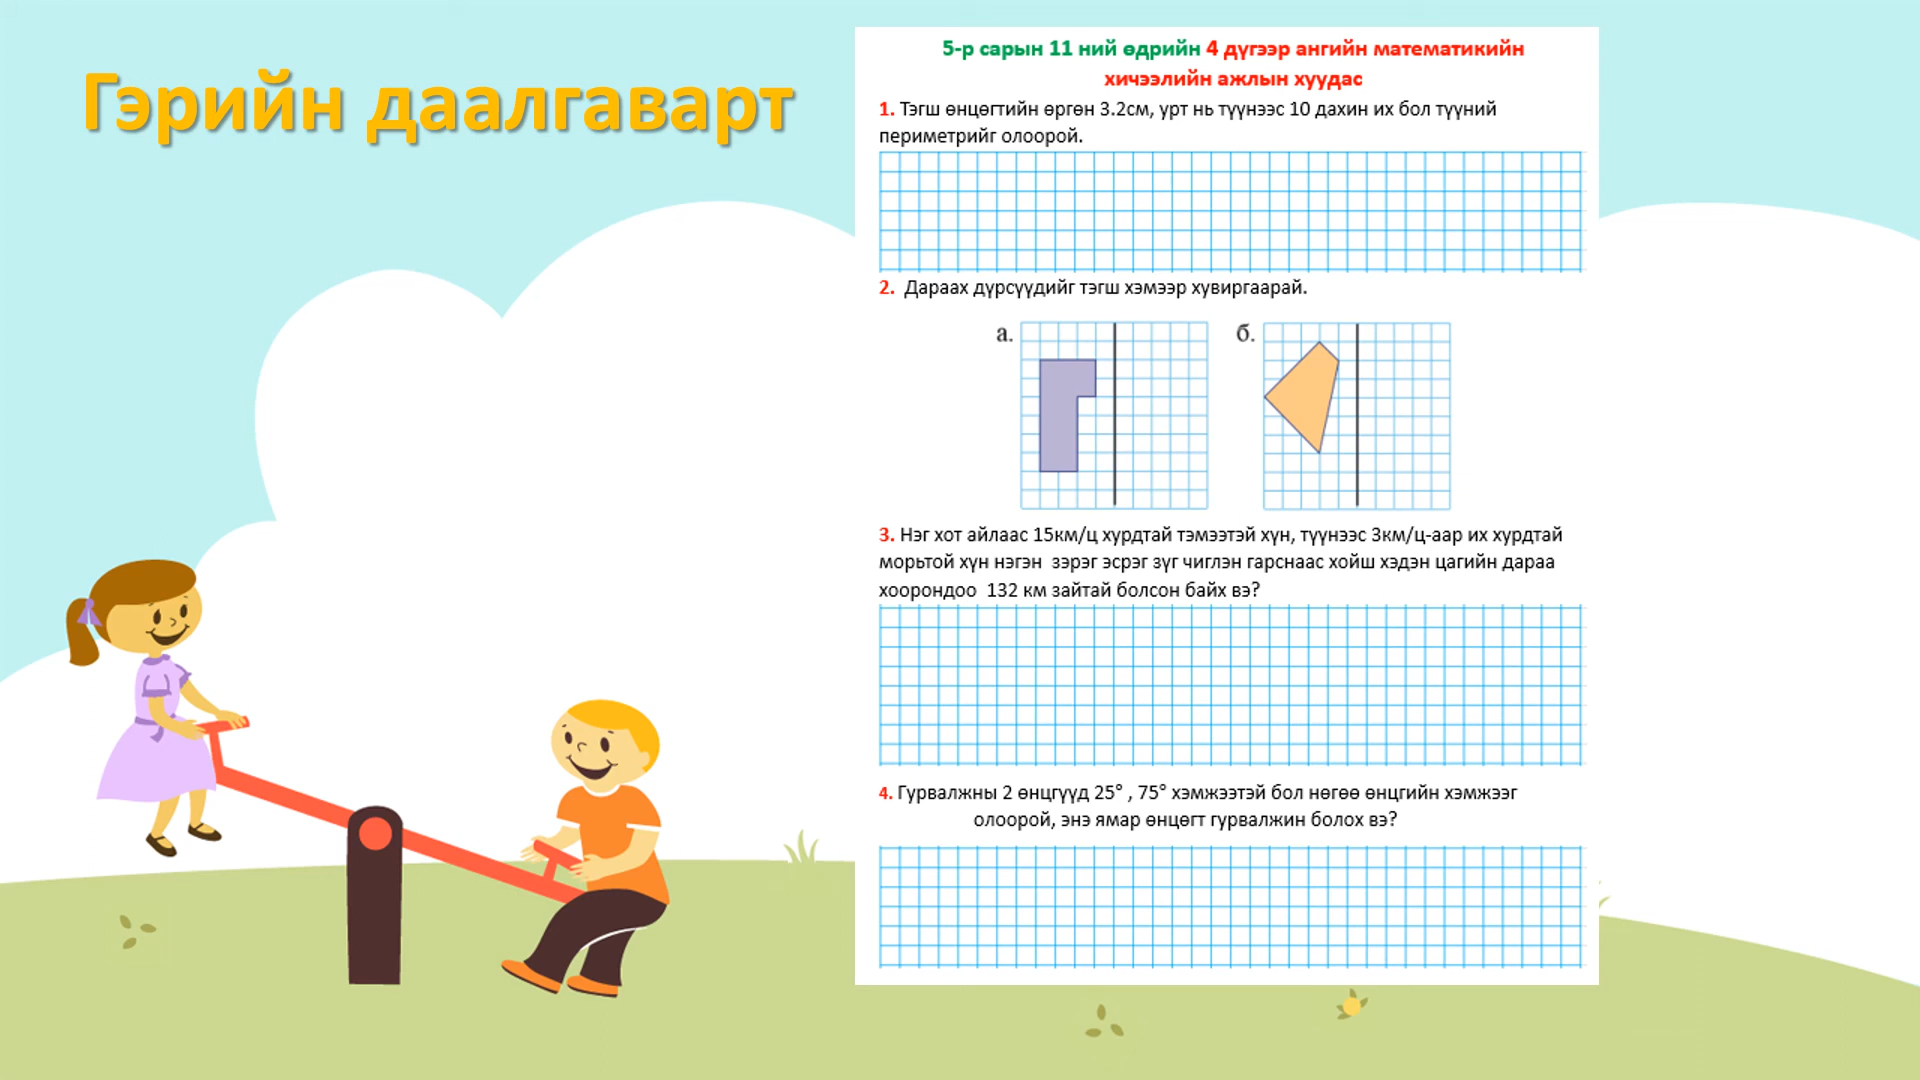 Гэрийн даалгаварт
5-р сарын 11 ний өдрийн 4 дүгээр ангийн математикийн
хичээлийн ажлын хуудас
1. Тэгш өнцөгтийн өргөн 3.2см, урт нь түүнээс 10 дахин их бол түүний
периметрийг олоорой.
2. Дараах дүрсүүдийг тэгш хэмээр хувиргаарай.
а.
б.
3. Нэг хот айлаас 15км/ц хурдтай тэмээтэй хүн, түүнээс 3км/ц-аар их хурдтай
морьтой хүн нэгэн зэрэг эсрэг зүг чиглэн гарснаас хойш хэдэн цагийн дараа
хоорондоо 132 км зайтай болсон байх вэ?
4. Гурвалжны 2 өнцгүүд 25° , 75° хэмжээтэй бол нөгөө өнцгийн хэмжээг
олоорой, энэ ямар өнцөгт гурвалжин болох вэ?